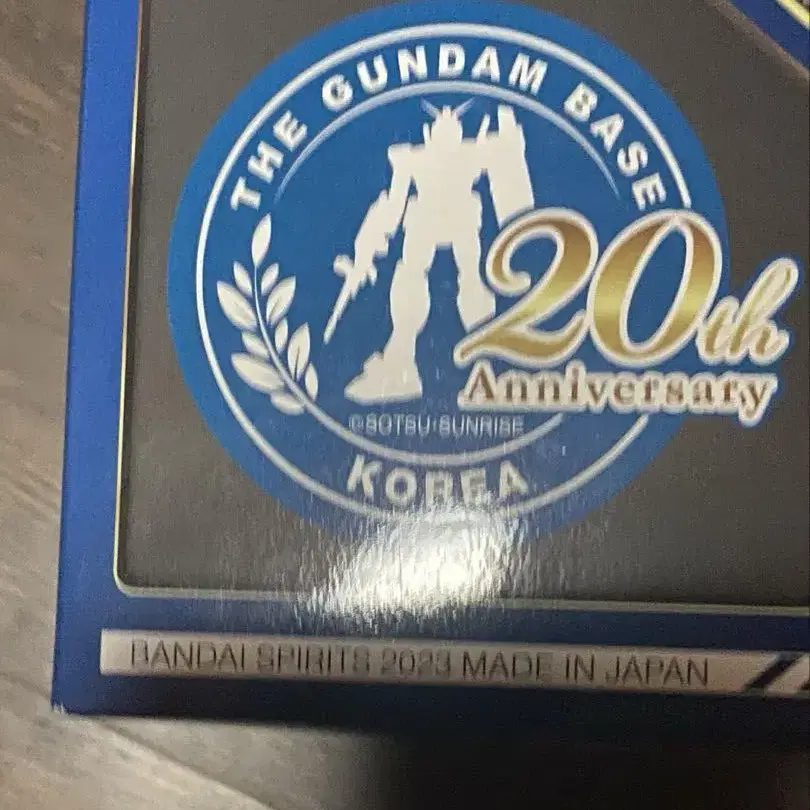 THE GUNDAM BASE
20th
Anniversary
©SOTSU・SUNRISE
KOREA
BANDAI SPIRITS 2023 MADE IN JAPAN